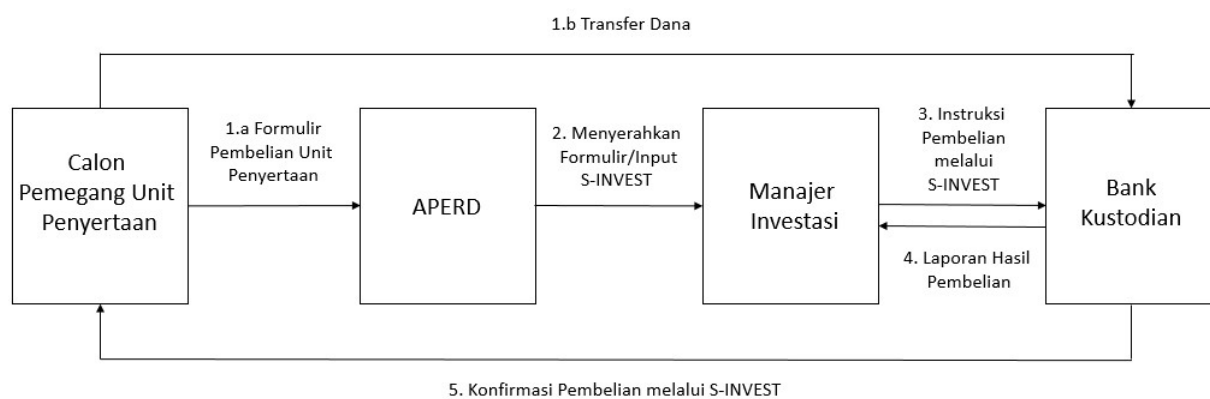 1.b Transfer Dana
Calon
Pemegang Unit
Penyertaan
1.a Formulir
Pembelian Unit
Penyertaan
APERD
2. Menyerahkan
Formulir/Input
S-INVEST
Manajer
Investasi
3. Instruksi
Pembelian
melalui
S-INVEST
4. Laporan Hasil
Pembelian
Bank
Kustodian
5. Konfirmasi Pembelian melalui S-INVEST